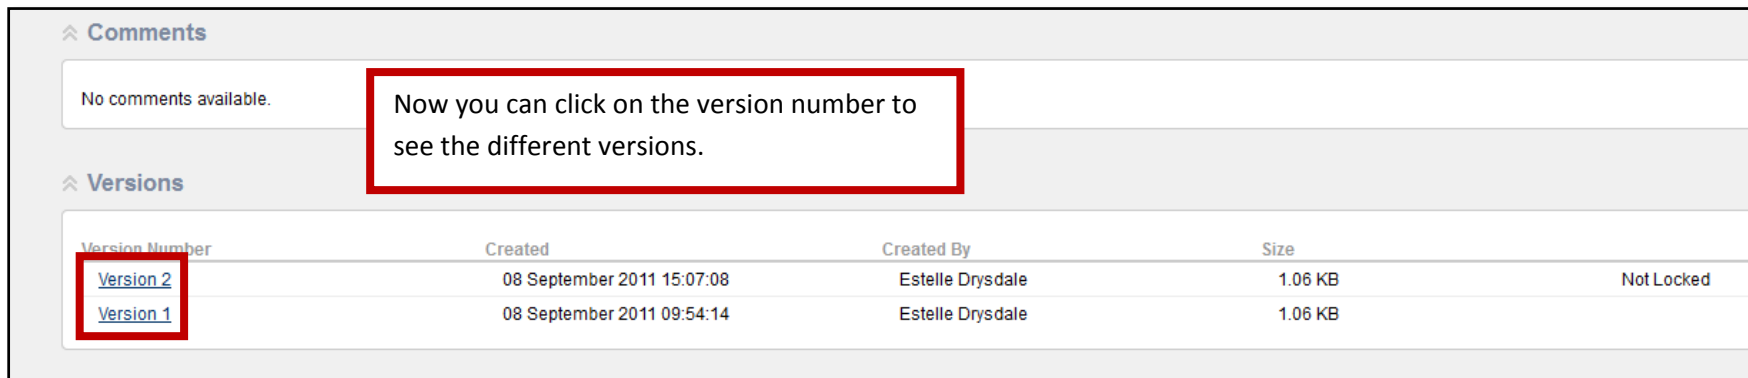 Comments
No comments available.
Now you can click on the version number to
see the different versions.
Versions
Version Number Created Created By Size
Version 2 08 September 2011 15:07:08 Estelle Drysdale 1.06 KB Not Locked
Version 1 08 September 2011 09:54:14 Estelle Drysdale 1.06 KB